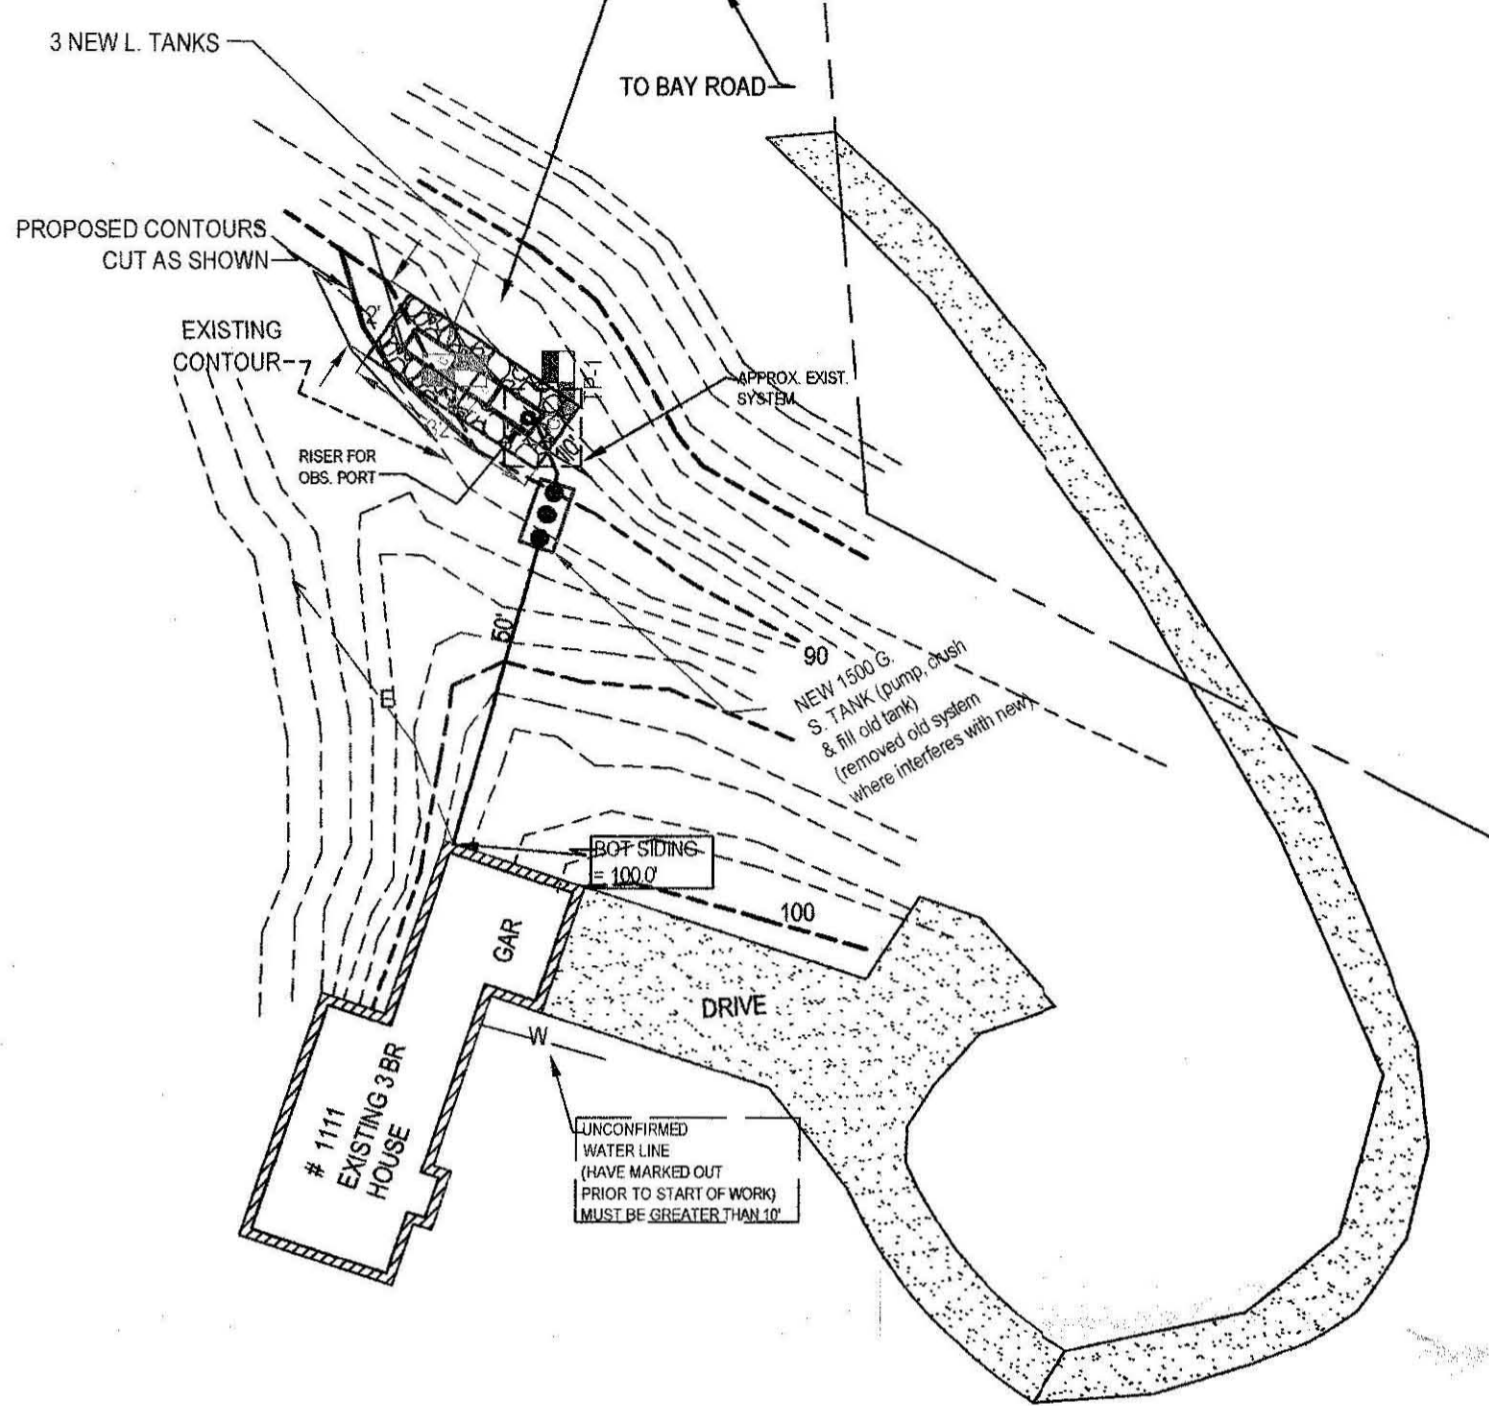 3 NEW L. TANKS
TO BAY ROAD
PROPOSED CONTOURS
CUT AS SHOWN
EXISTING
CONTOUR
TP-1
APPROX. EXIST.
SYSTEM
10'
RISER FOR
OBS. PORT
50'
90
NEW 1500 G.
S. TANK (pump, crush
& fill old tank)
(removed old system
where interferes with new)
E
BOT SIDING
= 100.0'
100
GAR
DRIVE
W
# 1111
EXISTING 3 BR
HOUSE
UNCONFIRMED
WATER LINE
(HAVE MARKED OUT
PRIOR TO START OF WORK)
MUST BE GREATER THAN 10'